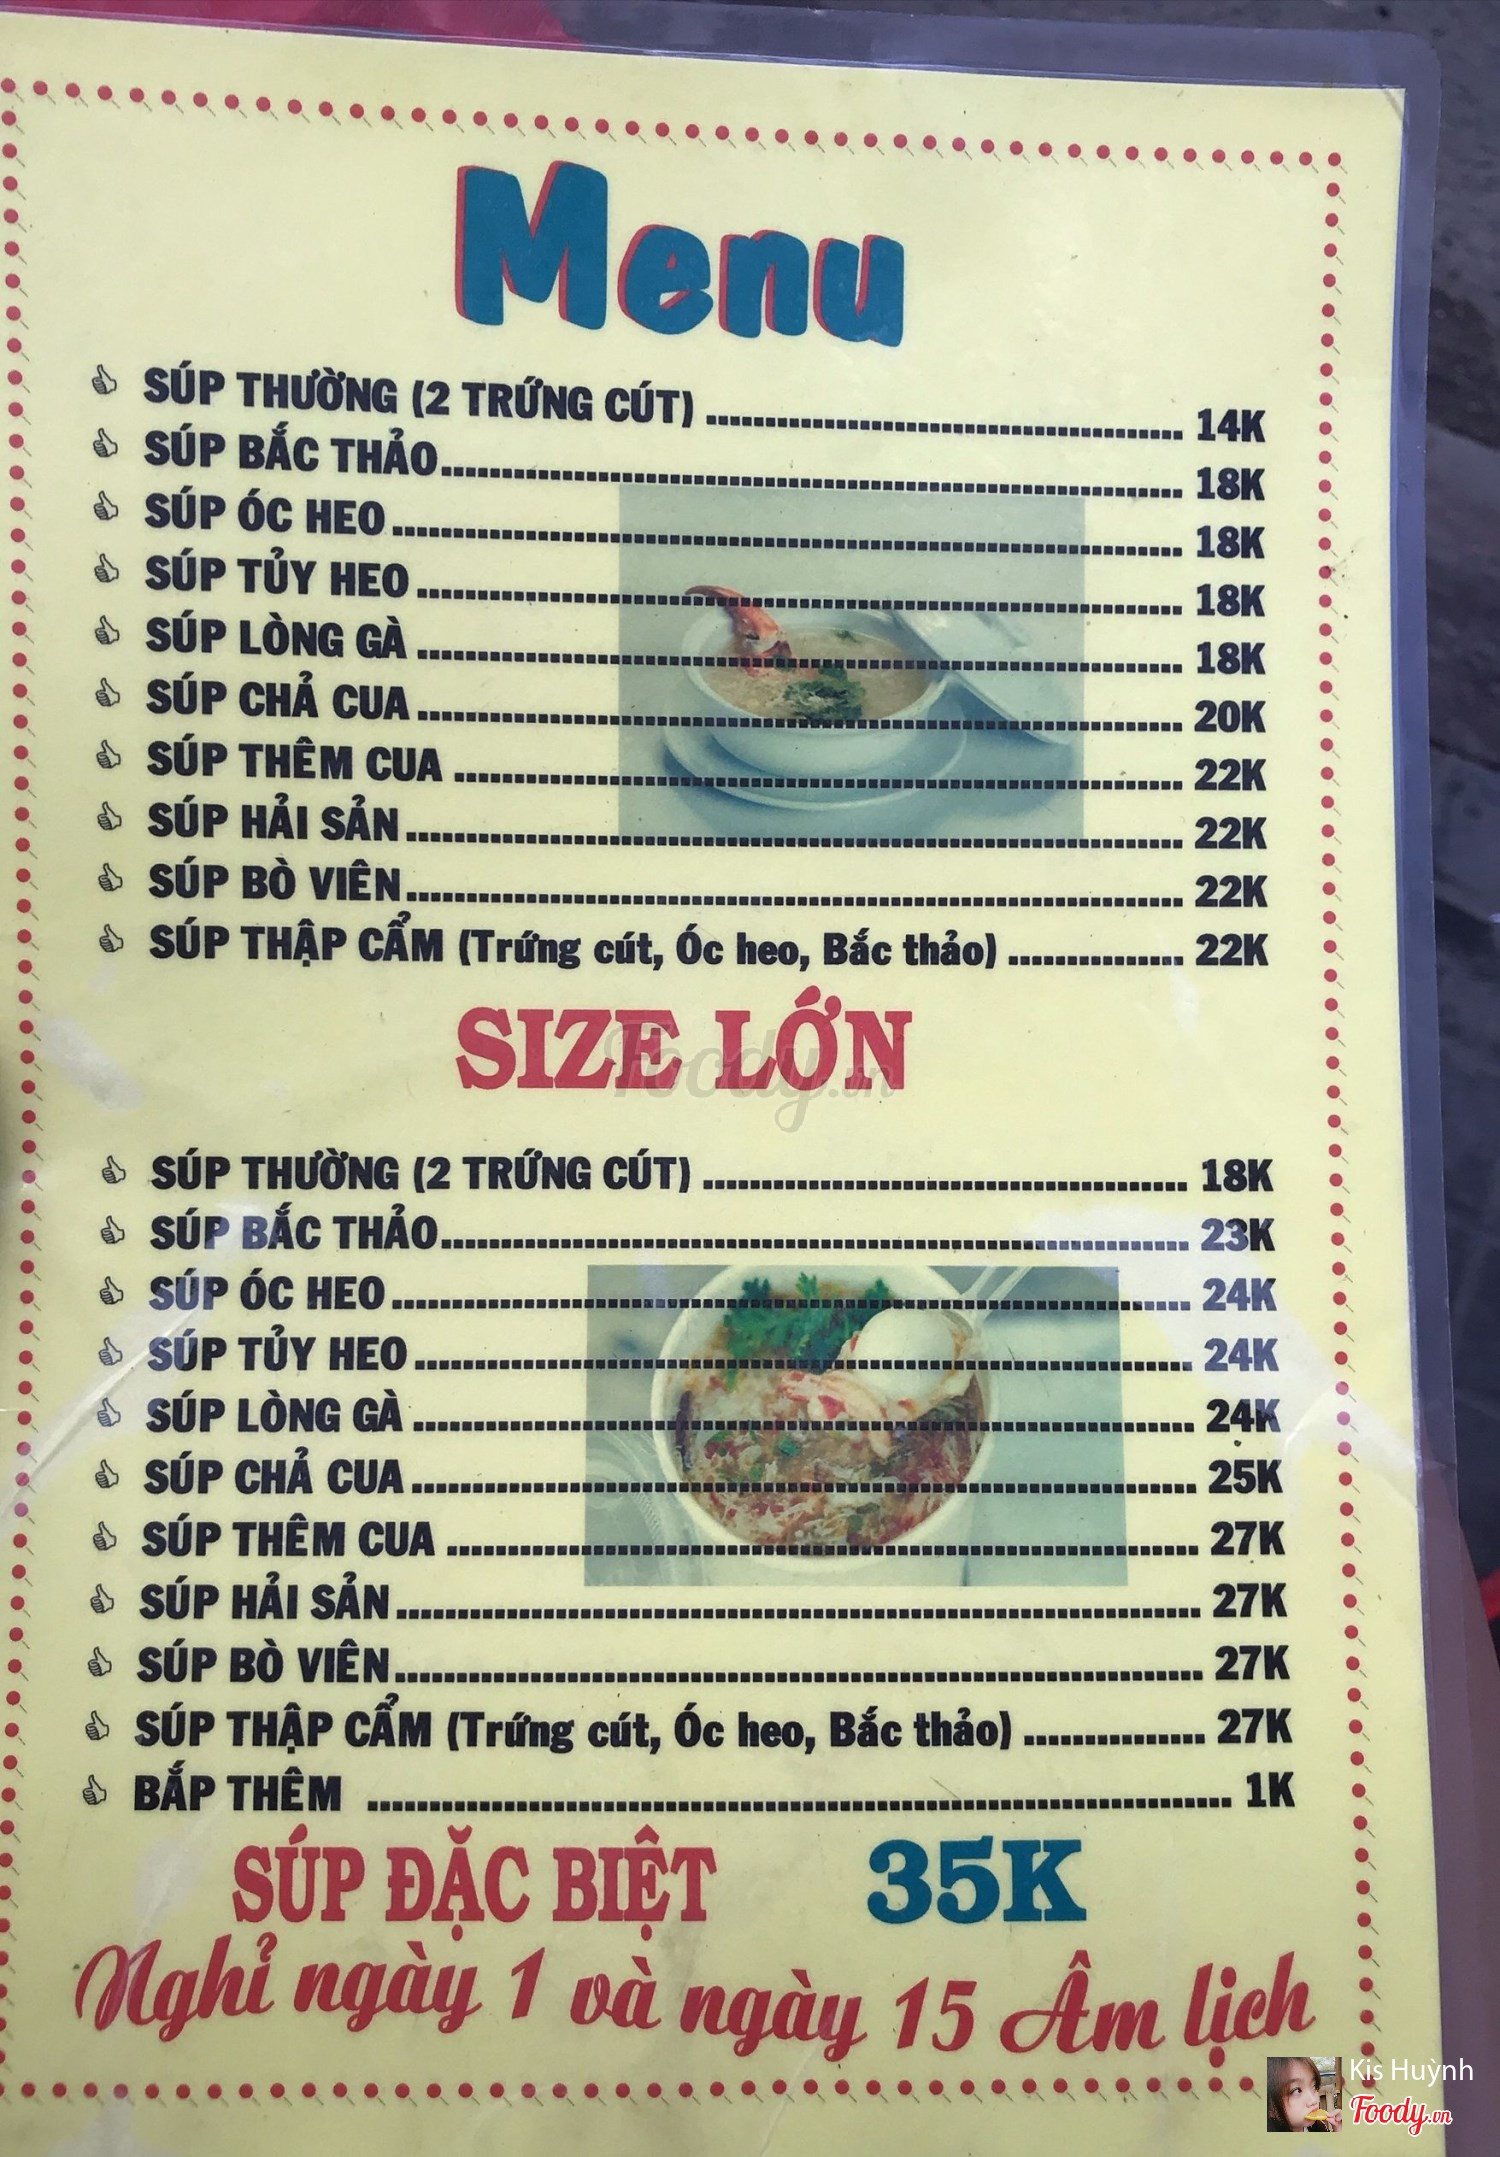 Menu
SÚP THƯỜNG (2 TRỨNG CÚT) ........ 14K
SÚP BẮC THẢO ........ 18K
SÚP ÓC HEO ........ 18K
SÚP TỦY HEO ........ 18K
SÚP LÒNG GÀ ........ 18K
SÚP CHẢ CUA ........ 20K
SÚP THÊM CUA ........ 22K
SÚP HẢI SẢN ........ 22K
SÚP BÒ VIÊN ........ 22K
SÚP THẬP CẨM (Trứng cút, Óc heo, Bắc thảo) ........ 22K
SIZE LỚN
Foody.vn
SÚP THƯỜNG (2 TRỨNG CÚT) ........ 18K
SÚP BẮC THẢO ........ 23K
SÚP ÓC HEO ........ 24K
SÚP TỦY HEO ........ 24K
SÚP LÒNG GÀ ........ 24K
SÚP CHẢ CUA ........ 25K
SÚP THÊM CUA ........ 27K
SÚP HẢI SẢN ........ 27K
SÚP BÒ VIÊN ........ 27K
SÚP THẬP CẨM (Trứng cút, Óc heo, Bắc thảo) ........ 27K
BẮP THÊM ........ 1K
SÚP ĐẶC BIỆT 35K
Nghỉ ngày 1 và ngày 15 Âm lịch
Kis Huỳnh
Foody.vn